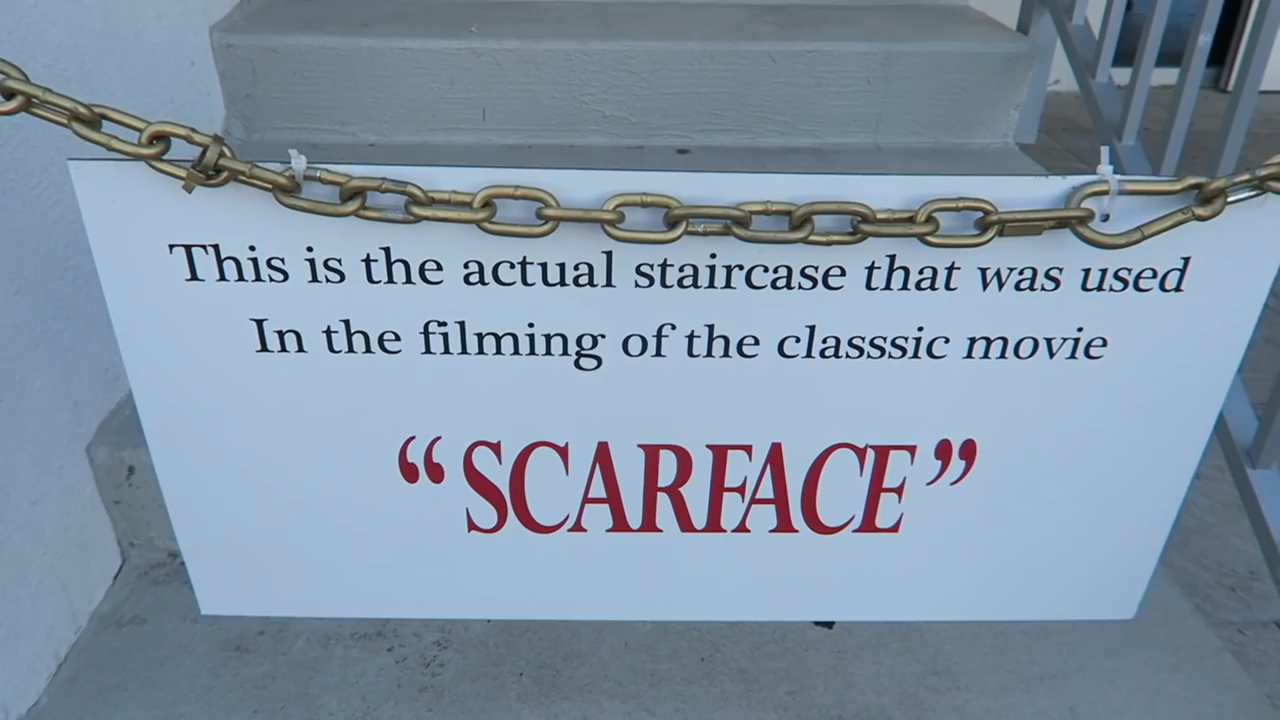 This is the actual staircase that was used
In the filming of the classsic movie
“SCARFACE”